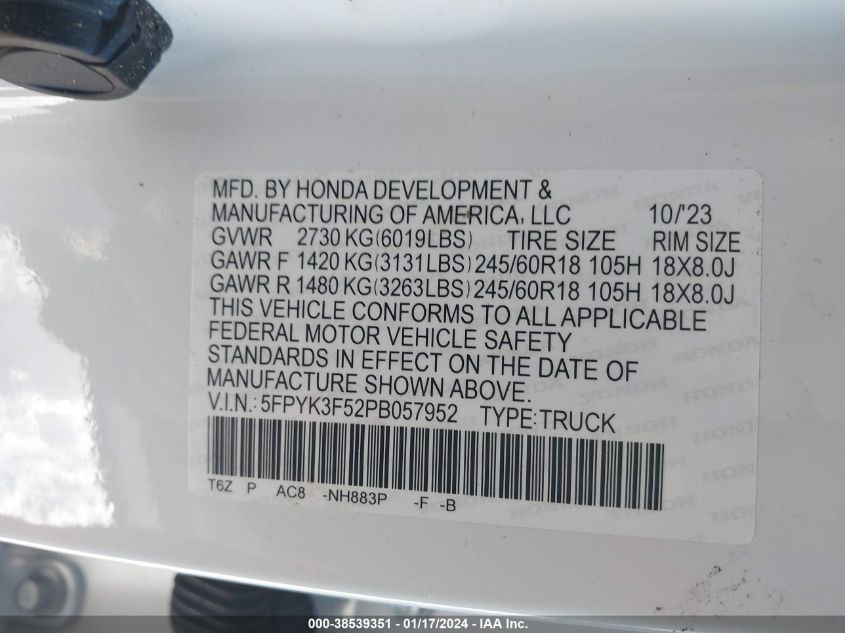 MFD. BY HONDA DEVELOPMENT &
MANUFACTURING OF AMERICA, LLC 10/'23
GVWR 2730 KG(6019LBS) TIRE SIZE RIM SIZE
GAWR F 1420 KG(3131LBS) 245/60R18 105H 18X8.0J
GAWR R 1480 KG(3263LBS) 245/60R18 105H 18X8.0J
THIS VEHICLE CONFORMS TO ALL APPLICABLE
FEDERAL MOTOR VEHICLE SAFETY
STANDARDS IN EFFECT ON THE DATE OF
MANUFACTURE SHOWN ABOVE.
V.I.N.: 5FPYK3F52PB057952 TYPE: TRUCK
T6Z P AC8 -NH883P -F -B
000-38539351 - 01/17/2024 - IAA Inc.